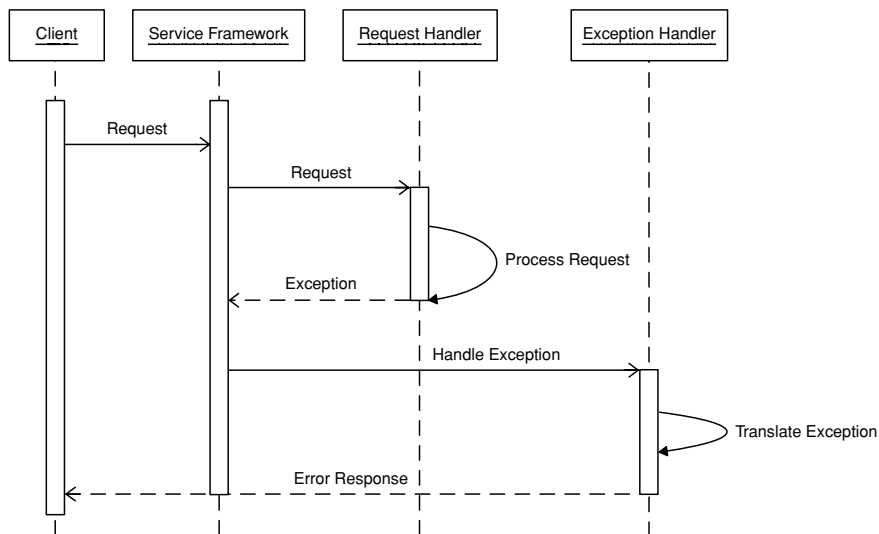 Client
Service Framework
Request Handler
Exception Handler
Request
Request
Process Request
Exception
Handle Exception
Translate Exception
Error Response